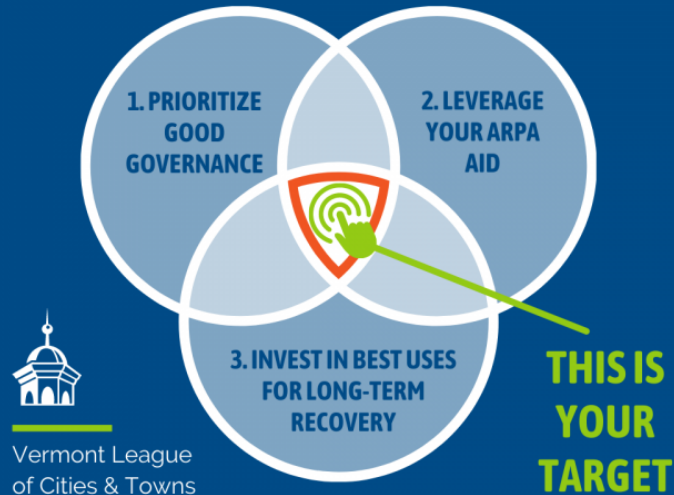 1. PRIORITIZE
GOOD
GOVERNANCE
2. LEVERAGE
YOUR ARPA
AID
3. INVEST IN BEST USES
FOR LONG-TERM
RECOVERY
THIS IS
YOUR
TARGET
Vermont League
of Cities & Towns